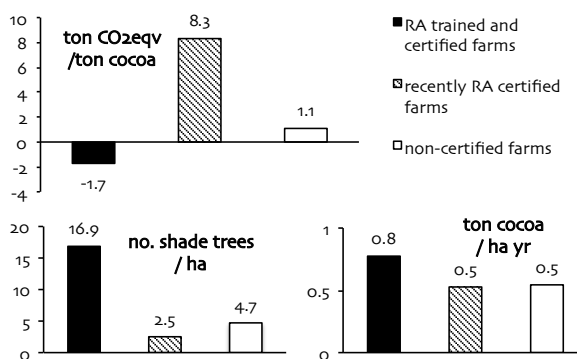 10
8
6
4
2
0
-2
-4
ton CO2eqv
/ton cocoa
-1.7
8.3
1.1
RA trained and
certified farms
recently RA certified
farms
non-certified farms
20
15
10
5
0
no. shade trees
/ ha
16.9
2.5
4.7
1
0.5
0
ton cocoa
/ ha yr
0.8
0.5
0.5